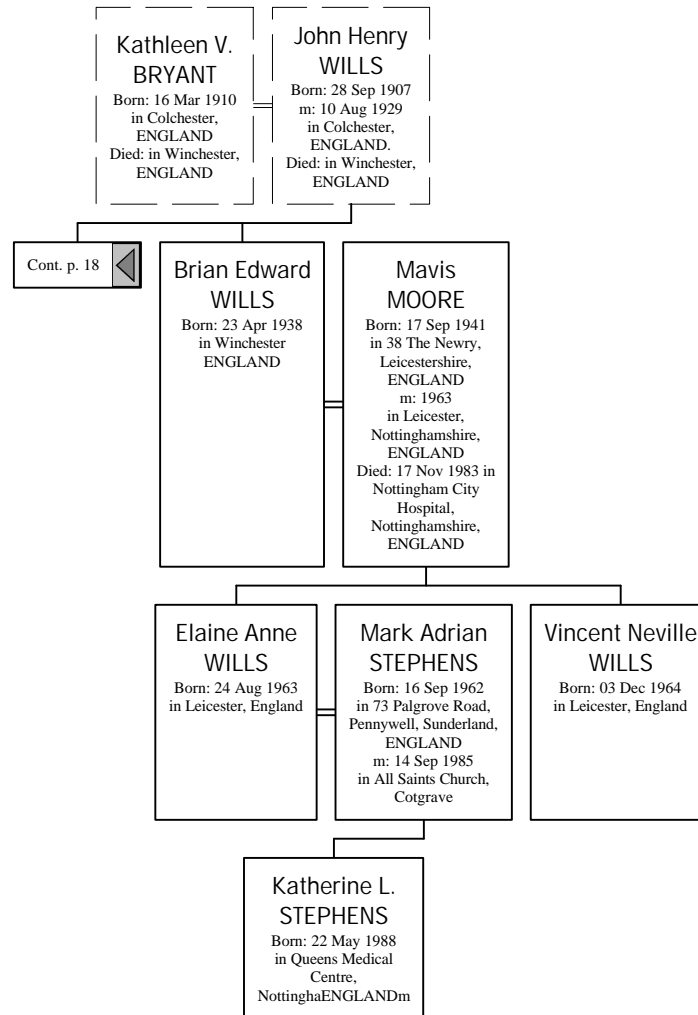 Kathleen V.
BRYANT
Born: 16 Mar 1910
in Colchester,
ENGLAND
Died: in Winchester,
ENGLAND
John Henry
WILLS
Born: 28 Sep 1907
m: 10 Aug 1929
in Colchester,
ENGLAND.
Died: in Winchester,
ENGLAND
Cont. p. 18
Brian Edward
WILLS
Born: 23 Apr 1938
in Winchester
ENGLAND
Mavis
MOORE
Born: 17 Sep 1941
in 38 The Newry,
Leicestershire,
ENGLAND
m: 1963
in Leicester,
Nottinghamshire,
ENGLAND
Died: 17 Nov 1983 in
Nottingham City
Hospital,
Nottinghamshire,
ENGLAND
Elaine Anne
WILLS
Born: 24 Aug 1963
in Leicester, England
Mark Adrian
STEPHENS
Born: 16 Sep 1962
in 73 Palgrove Road,
Pennywell, Sunderland,
ENGLAND
m: 14 Sep 1985
in All Saints Church,
Cotgrave
Vincent Neville
WILLS
Born: 03 Dec 1964
in Leicester, England
Katherine L.
STEPHENS
Born: 22 May 1988
in Queens Medical
Centre,
NottinghaENGLANDm